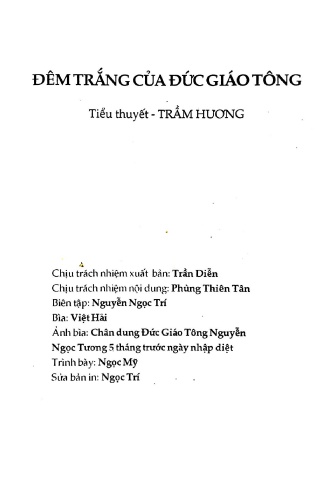 ĐÊM TRẮNG CỦA ĐỨC GIÁO TÔNG
Tiểu thuyết - TRẦM HƯƠNG
Chịu trách nhiệm xuất bản: Trần Diễn
Chịu trách nhiệm nội dung: Phùng Thiên Tân
Biên tập: Nguyễn Ngọc Trí
Bìa: Việt Hải
Ảnh bìa: Chân dung Đức Giáo Tông Nguyễn
Ngọc Tương 5 tháng trước ngày nhập diệt
Trình bày: Ngọc Mỹ
Sửa bản in: Ngọc Trí